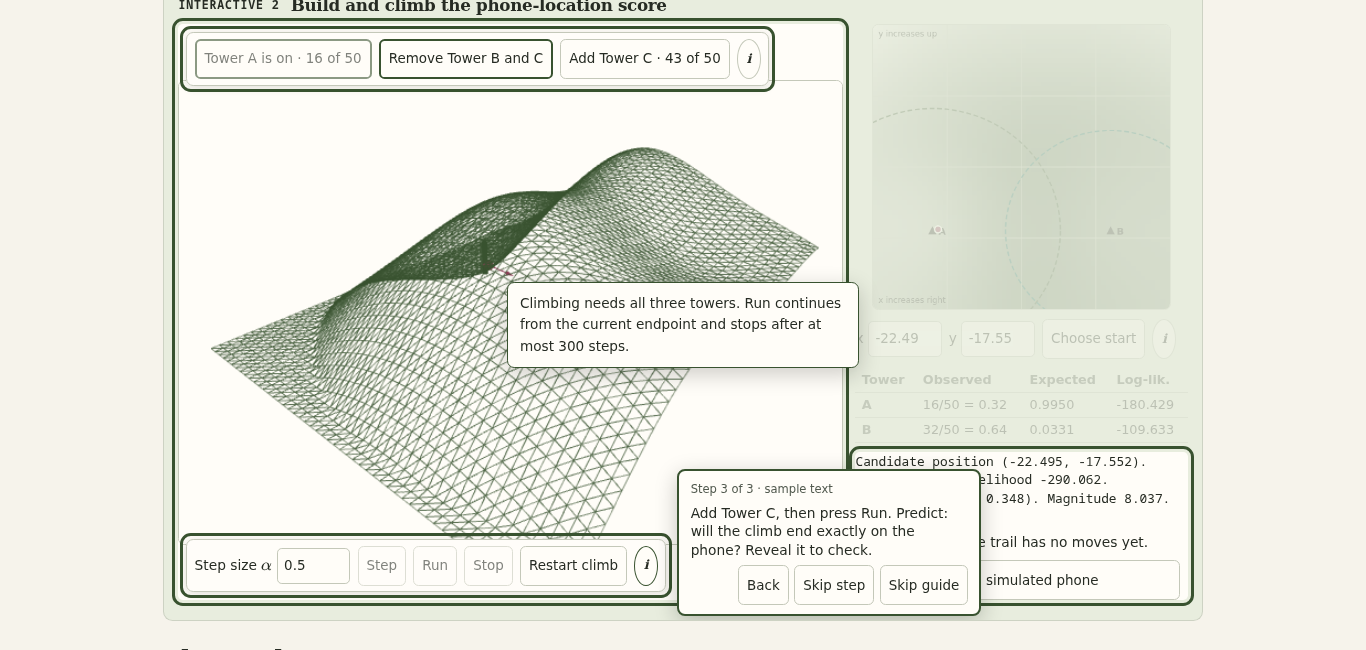 INTERACTIVE 2 Build and climb the phone-location score
Tower A is on · 16 of 50
Remove Tower B and C
Add Tower C · 43 of 50
i
y increases up
A
B
x increases right
Climbing needs all three towers. Run continues
from the current endpoint and stops after at
most 300 steps.
x -22.49 y -17.55 Choose start i
Tower Observed Expected Log-lik.
A 16/50 = 0.32 0.9950 -180.429
B 32/50 = 0.64 0.0331 -109.633
Candidate position (-22.495, -17.552).
elihood -290.062.
0.348). Magnitude 8.037.
e trail has no moves yet.
simulated phone
Step 3 of 3 · sample text
Add Tower C, then press Run. Predict:
will the climb end exactly on the
phone? Reveal it to check.
Back Skip step Skip guide
Step size α 0.5 Step Run Stop Restart climb i